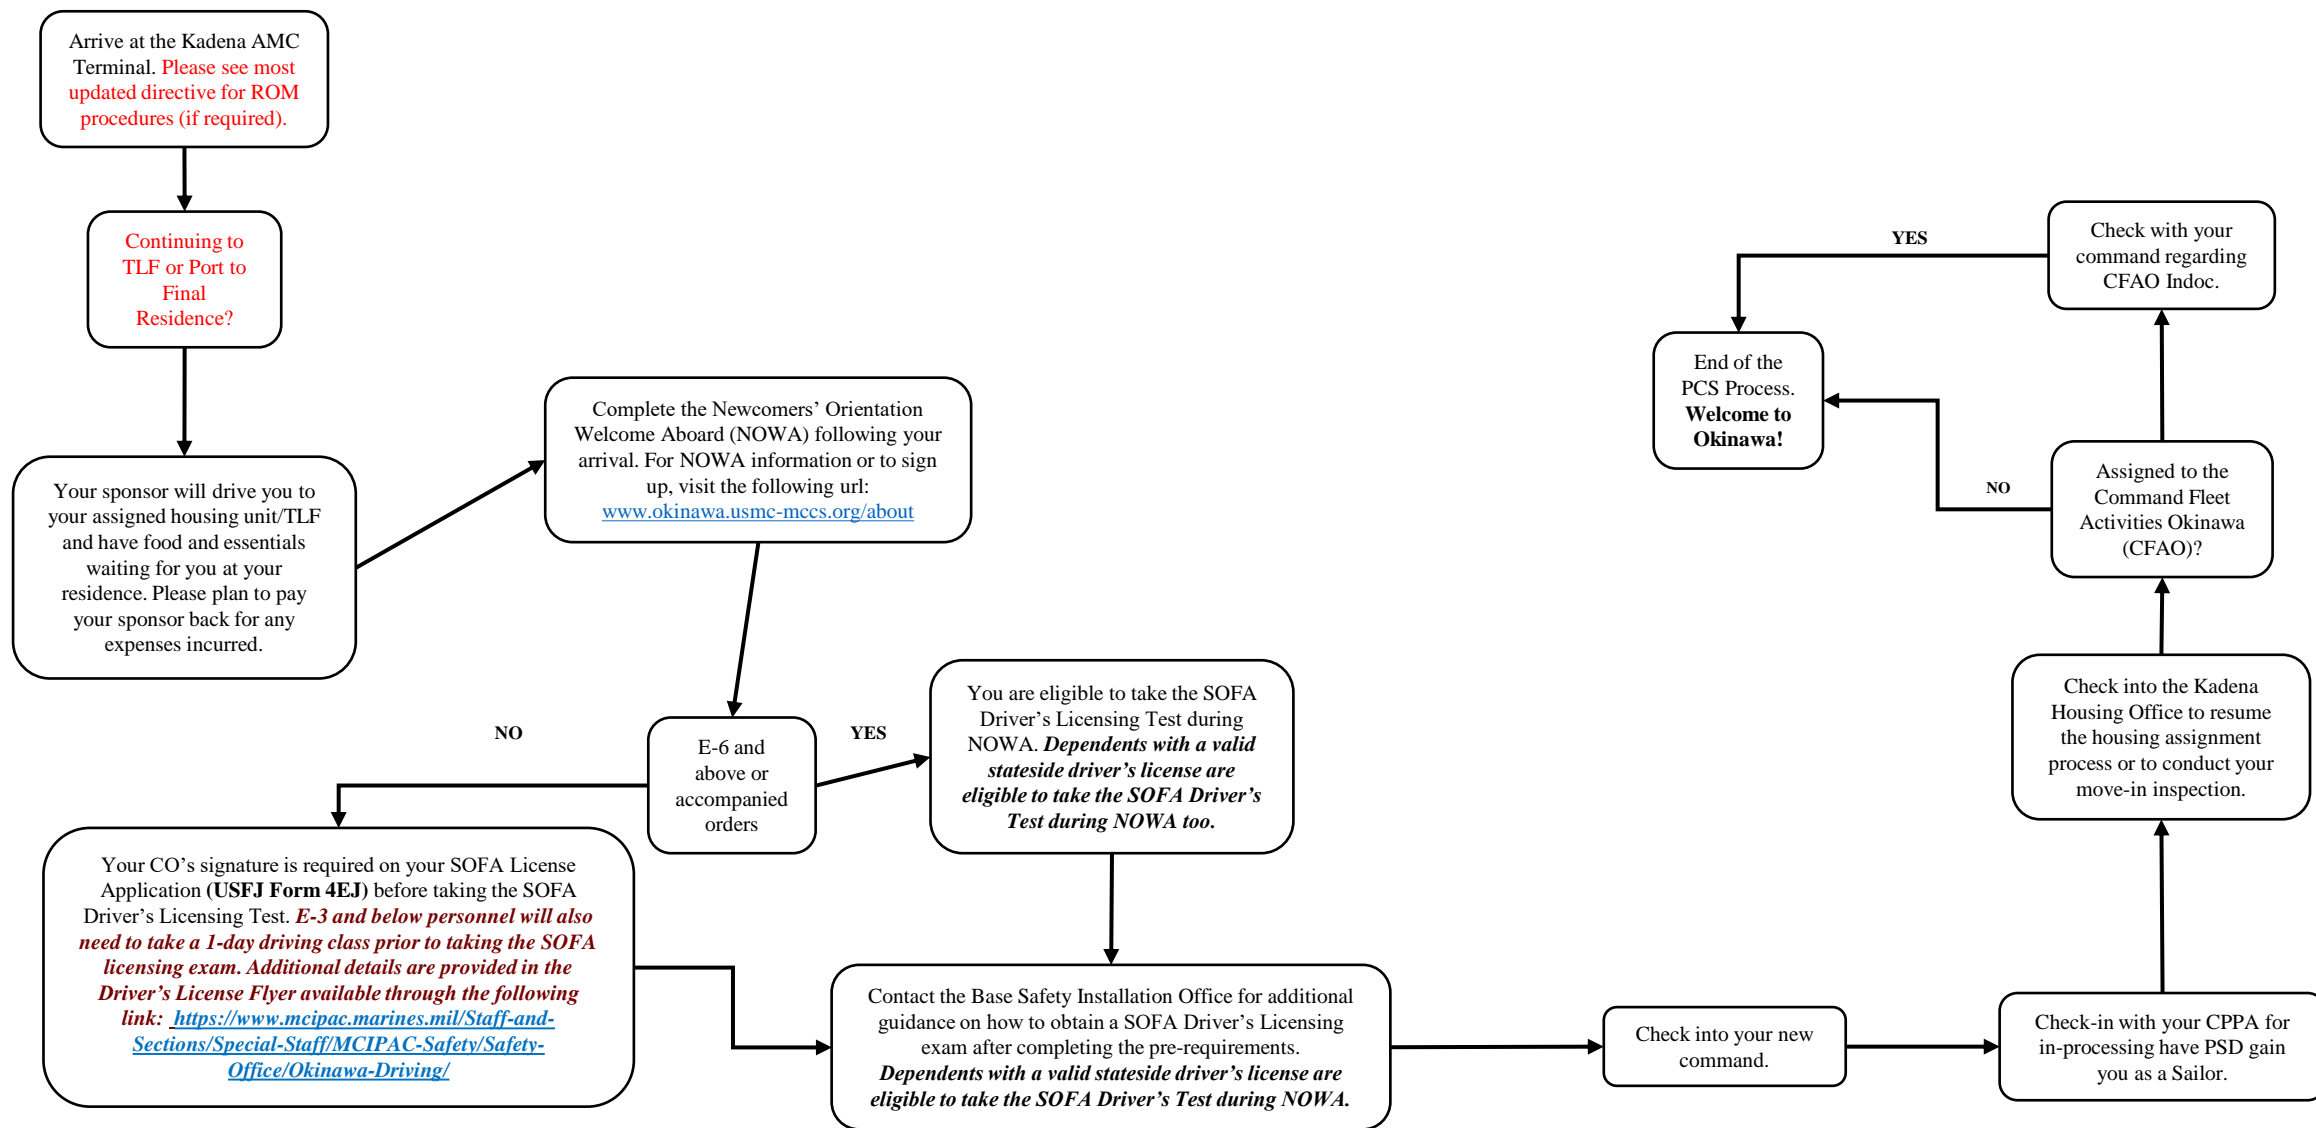 Arrive at the Kadena AMC
Terminal. Please see most
updated directive for ROM
procedures (if required).
Continuing to
TLF or Port to
Final
Residence?
Your sponsor will drive you to
your assigned housing unit/TLF
and have food and essentials
waiting for you at your
residence. Please plan to pay
your sponsor back for any
expenses incurred.
Complete the Newcomers’ Orientation
Welcome Aboard (NOWA) following your
arrival. For NOWA information or to sign
up, visit the following url:
www.okinawa.usmc-mccs.org/about
E-6 and
above or
accompanied
orders
NO
YES
Your CO’s signature is required on your SOFA License
Application (USFJ Form 4EJ) before taking the SOFA
Driver’s Licensing Test. E-3 and below personnel will also
need to take a 1-day driving class prior to taking the SOFA
licensing exam. Additional details are provided in the
Driver’s License Flyer available through the following
link: https://www.mcipac.marines.mil/Staff-and-
Sections/Special-Staff/MCIPAC-Safety/Safety-
Office/Okinawa-Driving/
You are eligible to take the SOFA
Driver’s Licensing Test during
NOWA. Dependents with a valid
stateside driver’s license are
eligible to take the SOFA Driver’s
Test during NOWA too.
Contact the Base Safety Installation Office for additional
guidance on how to obtain a SOFA Driver’s Licensing
exam after completing the pre-requirements.
Dependents with a valid stateside driver’s license are
eligible to take the SOFA Driver’s Test during NOWA.
Check into your new
command.
Check-in with your CPPA for
in-processing have PSD gain
you as a Sailor.
Check into the Kadena
Housing Office to resume
the housing assignment
process or to conduct your
move-in inspection.
Assigned to the
Command Fleet
Activities Okinawa
(CFAO)?
NO
Check with your
command regarding
CFAO Indoc.
YES
End of the
PCS Process.
Welcome to
Okinawa!